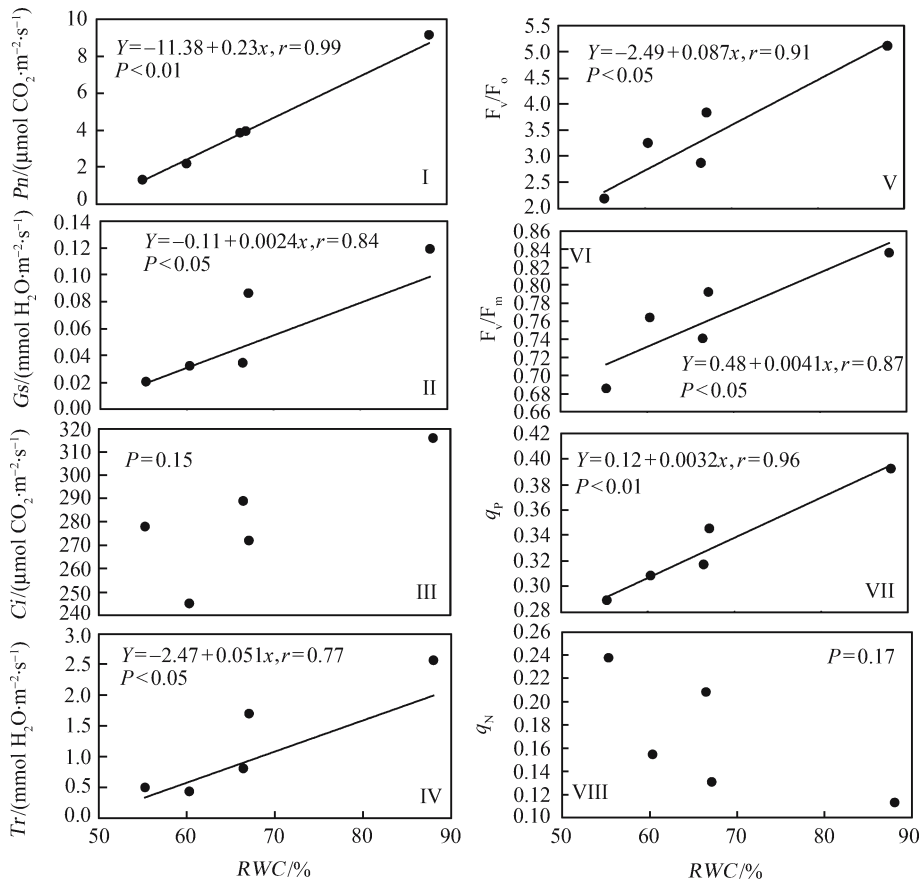 Pn/(μmol CO₂·m⁻²·s⁻¹)
10
8
6
4
2
0
Y=−11.38+0.23x, r=0.99
P<0.01
I
Gs/(mmol H₂O·m⁻²·s⁻¹)
0.14
0.12
0.10
0.08
0.06
0.04
0.02
0.00
Y=−0.11+0.0024x, r=0.84
P<0.05
II
Ci/(μmol CO₂·m⁻²·s⁻¹)
320
310
300
290
280
270
260
250
240
P=0.15
III
Tr/(mmol H₂O·m⁻²·s⁻¹)
3.0
2.5
2.0
1.5
1.0
0.5
0.0
Y=−2.47+0.051x, r=0.77
P<0.05
IV
50 60 70 80 90
RWC/%
Fᵥ/Fₒ
5.5
5.0
4.5
4.0
3.5
3.0
2.5
2.0
Y=−2.49+0.087x, r=0.91
P<0.05
V
Fᵥ/Fₘ
0.86
0.84
0.82
0.80
0.78
0.76
0.74
0.72
0.70
0.68
0.66
VI
Y=0.48+0.0041x, r=0.87
P<0.05
qP
0.42
0.40
0.38
0.36
0.34
0.32
0.30
0.28
Y=0.12+0.0032x, r=0.96
P<0.01
VII
qN
0.26
0.24
0.22
0.20
0.18
0.16
0.14
0.12
0.10
P=0.17
VIII
50 60 70 80 90
RWC/%